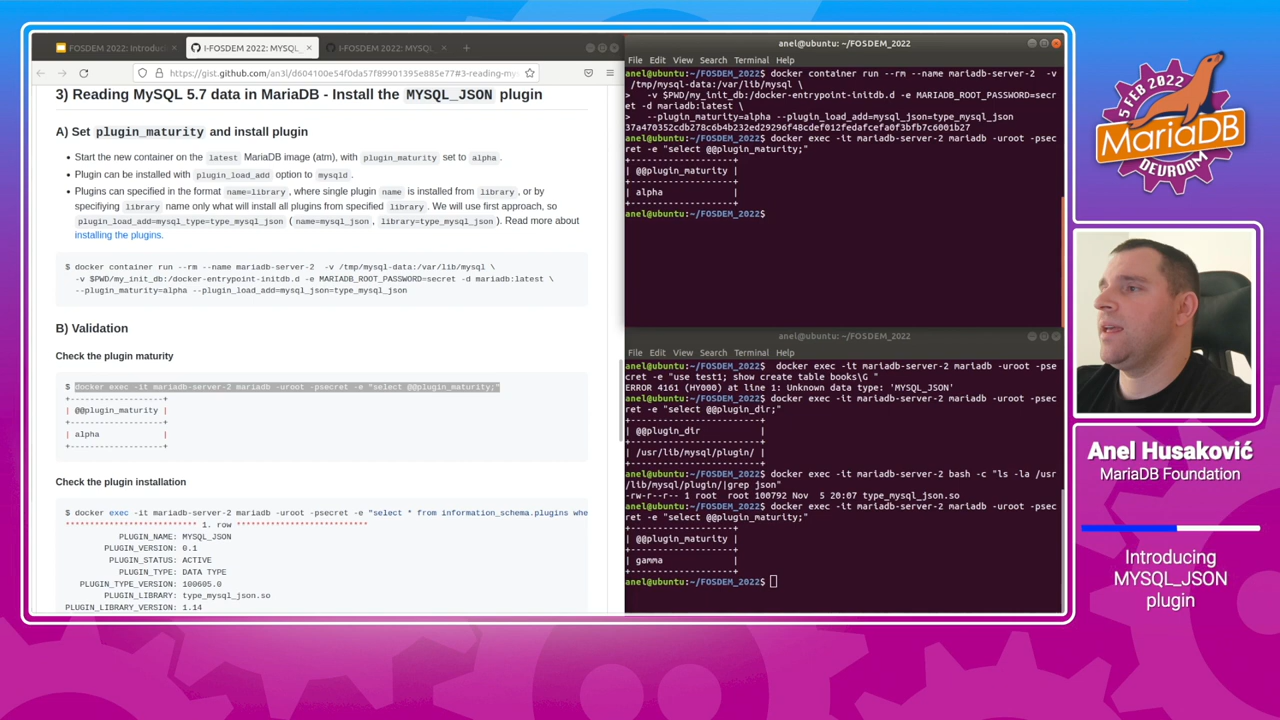 FOSDEM 2022: Introduc ×
I-FOSDEM 2022: MYSQL_ ×
I-FOSDEM 2022: MYSQL ×
+
https://gist.github.com/an3l/d604100e54f0da57f89901395e885e77#3-reading-my
3) Reading MySQL 5.7 data in MariaDB - Install the MYSQL_JSON plugin
A) Set plugin_maturity and install plugin
• Start the new container on the latest MariaDB image (atm), with plugin_maturity set to alpha.
• Plugin can be installed with plugin_load_add option to mysqld.
• Plugins can specified in the format name=library, where single plugin name is installed from library, or by
specifiying library name only what will install all plugins from specified library. We will use first approach, so
plugin_load_add=mysql_type=type_mysql_json (name=mysql_json, library=type_mysql_json). Read more about
installing the plugins.
$ docker container run --rm --name mariadb-server-2 -v /tmp/mysql-data:/var/lib/mysql \
-v $PWD/my_init_db:/docker-entrypoint-initdb.d -e MARIADB_ROOT_PASSWORD=secret -d mariadb:latest \
--plugin_maturity=alpha --plugin_load_add=mysql_json=type_mysql_json
B) Validation
Check the plugin maturity
$ docker exec -it mariadb-server-2 mariadb -uroot -psecret -e "select @@plugin_maturity;"
+------------------+
| @@plugin_maturity |
+------------------+
| alpha |
+------------------+
Check the plugin installation
$ docker exec -it mariadb-server-2 mariadb -uroot -psecret -e "select * from information_schema.plugins whe
*************************** 1. row ***************************
PLUGIN_NAME: MYSQL_JSON
PLUGIN_VERSION: 0.1
PLUGIN_STATUS: ACTIVE
PLUGIN_TYPE: DATA TYPE
PLUGIN_TYPE_VERSION: 100605.0
PLUGIN_LIBRARY: type_mysql_json.so
PLUGIN_LIBRARY_VERSION: 1.14
anel@ubuntu: ~/FOSDEM_2022
File Edit View Search Terminal Help
anel@ubuntu:~/FOSDEM_2022$ docker container run --rm --name mariadb-server-2 -v
/tmp/mysql-data:/var/lib/mysql \
> -v $PWD/my_init_db:/docker-entrypoint-initdb.d -e MARIADB_ROOT_PASSWORD=secr
et -d mariadb:latest \
> --plugin_maturity=alpha --plugin_load_add=mysql_json=type_mysql_json
37a470352cdb278c6b4b232ed29296f48cdef012fedafcefa0f3bfb7c6001b27
anel@ubuntu:~/FOSDEM_2022$ docker exec -it mariadb-server-2 mariadb -uroot -psec
ret -e "select @@plugin_maturity;"
+-------------------+
| @@plugin_maturity |
+-------------------+
| alpha |
+-------------------+
anel@ubuntu:~/FOSDEM_2022$
anel@ubuntu: ~/FOSDEM_2022
File Edit View Search Terminal Help
anel@ubuntu:~/FOSDEM_2022$ docker exec -it mariadb-server-2 mariadb -uroot -pse
cret -e "use test1; show create table books\G "
ERROR 4161 (HY000) at line 1: Unknown data type: 'MYSQL_JSON'
anel@ubuntu:~/FOSDEM_2022$ docker exec -it mariadb-server-2 mariadb -uroot -psec
ret -e "select @@plugin_dir;"
+------------------------+
| @@plugin_dir |
+------------------------+
| /usr/lib/mysql/plugin/ |
+------------------------+
anel@ubuntu:~/FOSDEM_2022$ docker exec -it mariadb-server-2 bash -c "ls -la /usr
/lib/mysql/plugin/|grep json"
-rw-r--r-- 1 root root 100792 Nov 5 20:07 type_mysql_json.so
anel@ubuntu:~/FOSDEM_2022$ docker exec -it mariadb-server-2 mariadb -uroot -psec
ret -e "select @@plugin_maturity;"
+-------------------+
| @@plugin_maturity |
+-------------------+
| gamma |
+-------------------+
anel@ubuntu:~/FOSDEM_2022$
5 FEB 2022
MariaDB
DEVROOM
Anel Husaković
MariaDB Foundation
Introducing
MYSQL_JSON
plugin